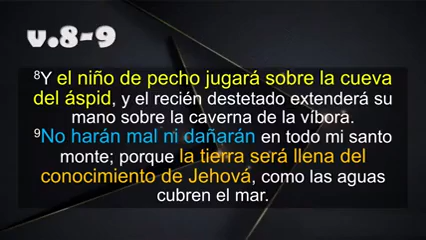 v.8-9
⁸Y el niño de pecho jugará sobre la cueva
del áspid, y el recién destetado extenderá su
mano sobre la caverna de la víbora.
⁹No harán mal ni dañarán en todo mi santo
monte; porque la tierra será llena del
conocimiento de Jehová, como las aguas
cubren el mar.